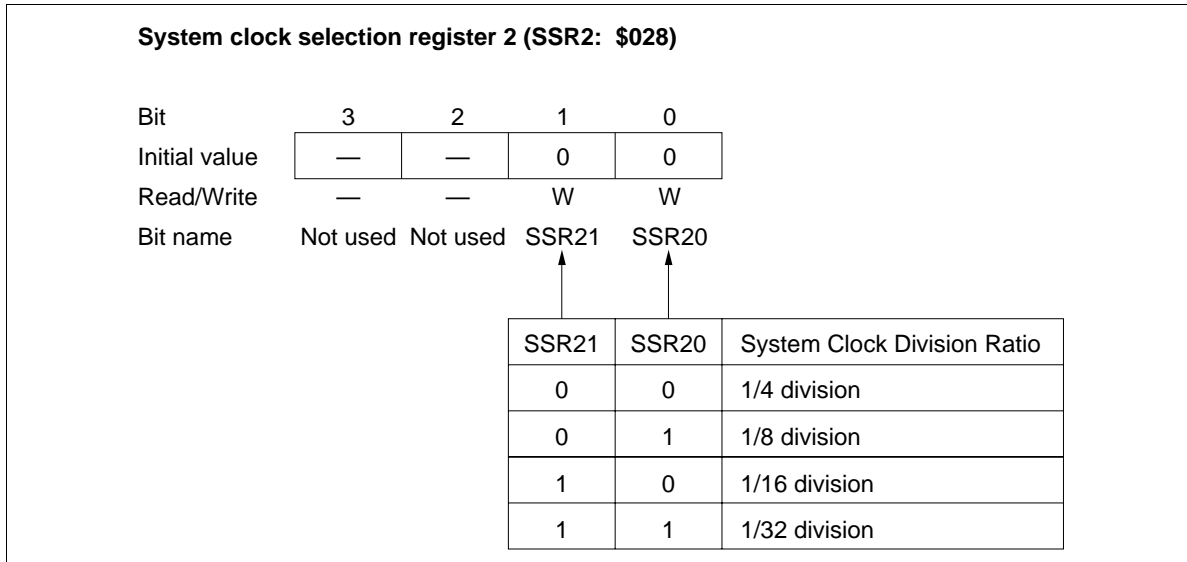 System clock selection register 2 (SSR2: $028)
Bit 3 2 1 0
Initial value — — 0 0
Read/Write — — W W
Bit name Not used Not used SSR21 SSR20
SSR21 SSR20 System Clock Division Ratio
0 0 1/4 division
0 1 1/8 division
1 0 1/16 division
1 1 1/32 division